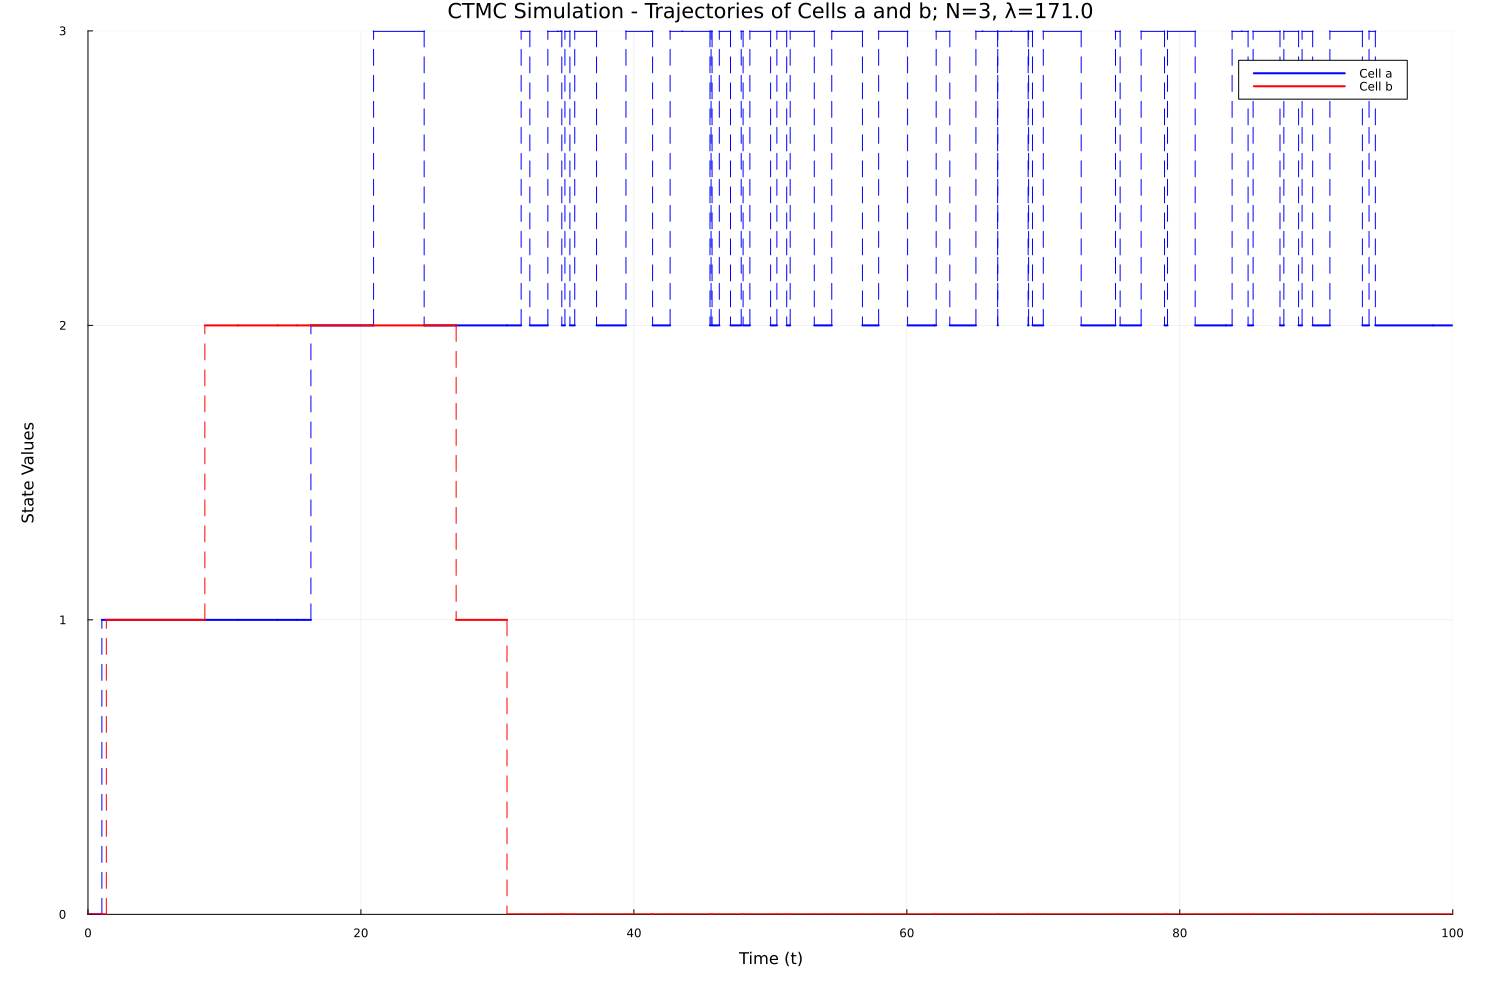 CTMC Simulation - Trajectories of Cells a and b; N=3, λ=171.0
3
Cell a
Cell b
2
State Values
1
0
0 20 40 60 80 100
Time (t)